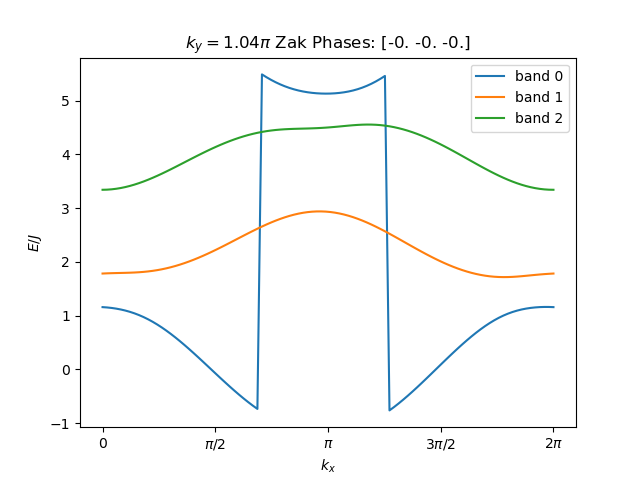 k_y = 1.04π Zak Phases: [-0. -0. -0.]
band 0
band 1
band 2
E/J
5
4
3
2
1
0
−1
0
π/2
π
3π/2
2π
k_x